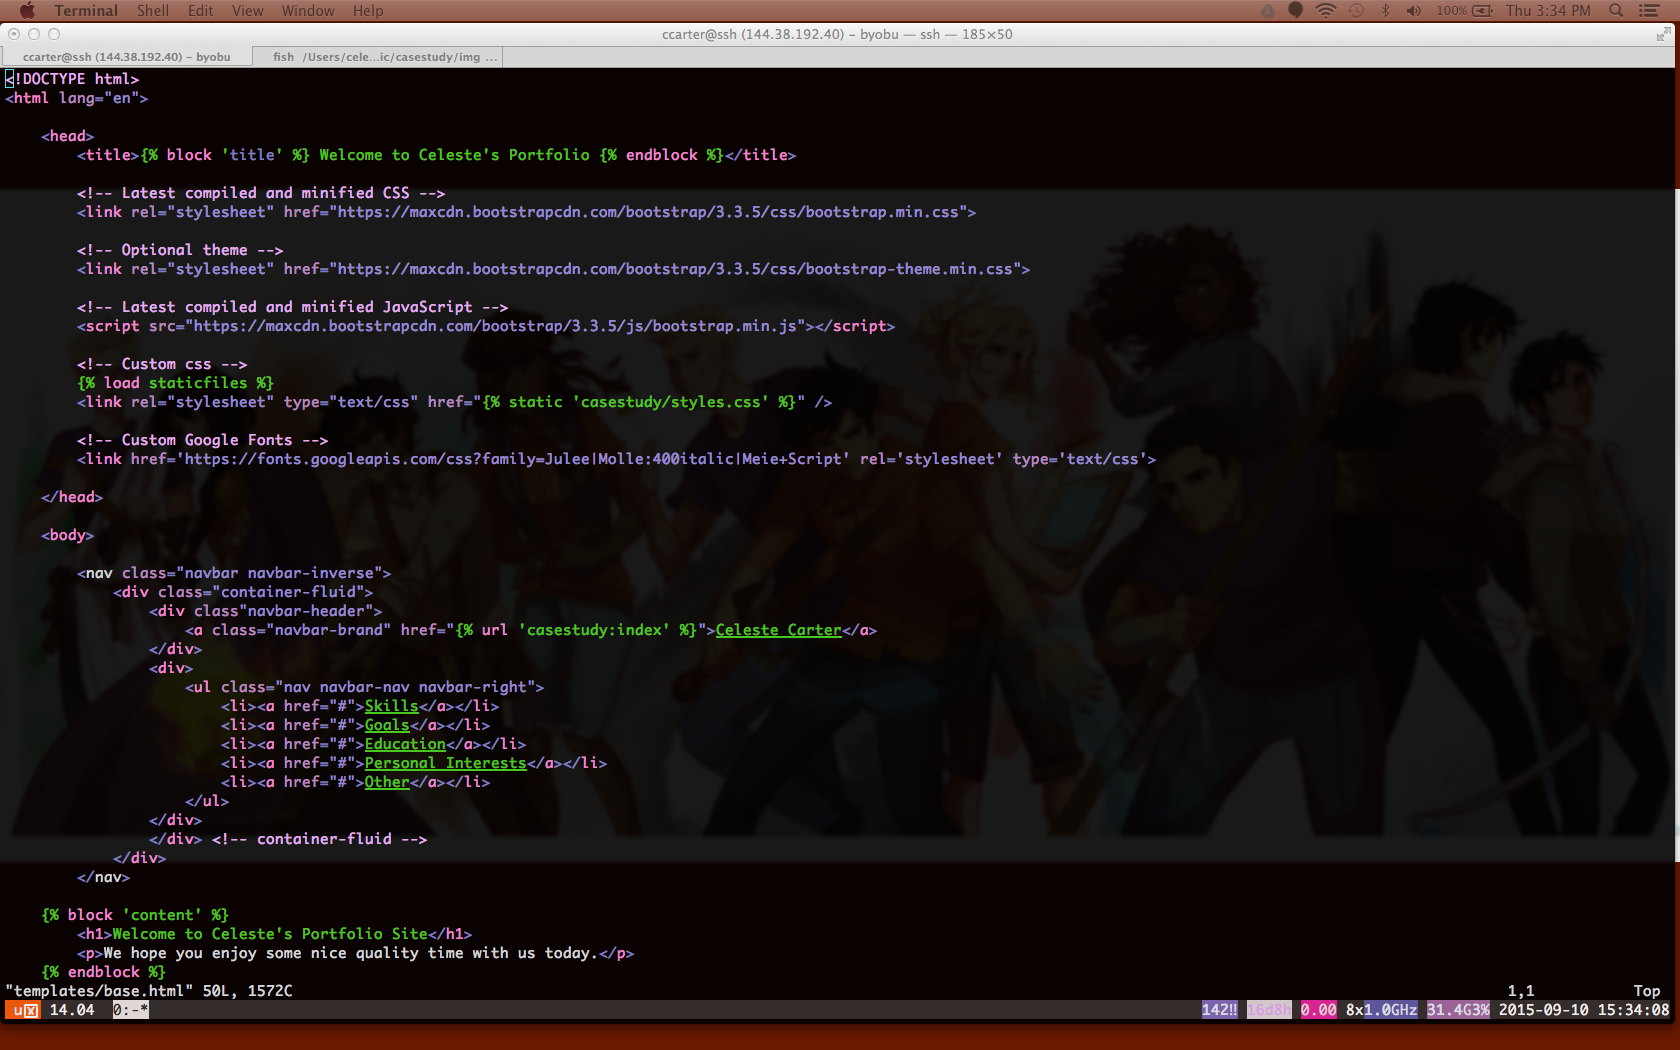 Terminal Shell Edit View Window Help 100% Thu 3:34 PM
ccarter@ssh (144.38.192.40) – byobu — ssh — 185×50
ccarter@ssh (144.38.192.40) – byobu fish /Users/cele...ic/casestudy/img ...
<!DOCTYPE html>
<html lang="en">
<head>
<title>{% block 'title' %} Welcome to Celeste's Portfolio {% endblock %}</title>
<!-- Latest compiled and minified CSS -->
<link rel="stylesheet" href="https://maxcdn.bootstrapcdn.com/bootstrap/3.3.5/css/bootstrap.min.css">
<!-- Optional theme -->
<link rel="stylesheet" href="https://maxcdn.bootstrapcdn.com/bootstrap/3.3.5/css/bootstrap-theme.min.css">
<!-- Latest compiled and minified JavaScript -->
<script src="https://maxcdn.bootstrapcdn.com/bootstrap/3.3.5/js/bootstrap.min.js"></script>
<!-- Custom css -->
{% load staticfiles %}
<link rel="stylesheet" type="text/css" href="{% static 'casestudy/styles.css' %}" />
<!-- Custom Google Fonts -->
<link href='https://fonts.googleapis.com/css?family=Julee|Molle:400italic|Meie+Script' rel='stylesheet' type='text/css'>
</head>
<body>
<nav class="navbar navbar-inverse">
<div class="container-fluid">
<div class"navbar-header">
<a class="navbar-brand" href="{% url 'casestudy:index' %}">Celeste Carter</a>
</div>
<div>
<ul class="nav navbar-nav navbar-right">
<li><a href="#">Skills</a></li>
<li><a href="#">Goals</a></li>
<li><a href="#">Education</a></li>
<li><a href="#">Personal Interests</a></li>
<li><a href="#">Other</a></li>
</ul>
</div>
</div> <!-- container-fluid -->
</div>
</nav>
{% block 'content' %}
<h1>Welcome to Celeste's Portfolio Site</h1>
<p>We hope you enjoy some nice quality time with us today.</p>
{% endblock %}
"templates/base.html" 50L, 1572C 1,1 Top
u 14.04 0:-* 142!! 16d8h 0.00 8x1.0GHz 31.4G3% 2015-09-10 15:34:08